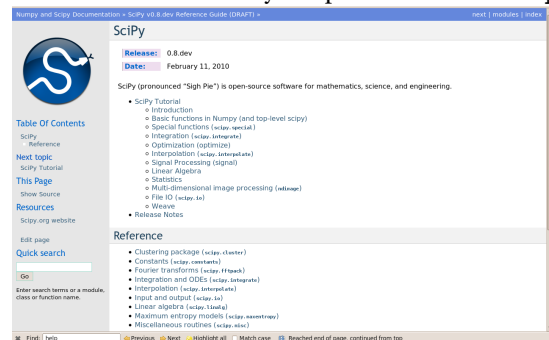 Numpy and Scipy Documentation » SciPy v0.8.dev Reference Guide (DRAFT) »
next | modules | index
SciPy
Release: 0.8.dev
Date: February 11, 2010
SciPy (pronounced “Sigh Pie”) is open-source software for mathematics, science, and engineering.
• SciPy Tutorial
Introduction
Basic functions in Numpy (and top-level scipy)
Special functions (scipy.special)
Integration (scipy.integrate)
Optimization (optimize)
Interpolation (scipy.interpolate)
Signal Processing (signal)
Linear Algebra
Statistics
Multi-dimensional image processing (ndimage)
File IO (scipy.io)
Weave
• Release Notes
Reference
• Clustering package (scipy.cluster)
• Constants (scipy.constants)
• Fourier transforms (scipy.fftpack)
• Integration and ODEs (scipy.integrate)
• Interpolation (scipy.interpolate)
• Input and output (scipy.io)
• Linear algebra (scipy.linalg)
• Maximum entropy models (scipy.maxentropy)
• Miscellaneous routines (scipy.misc)
Table Of Contents
SciPy
Reference
Next topic
SciPy Tutorial
This Page
Show Source
Resources
Scipy.org website
Edit page
Quick search
Go
Enter search terms or a module,
class or function name.
Find: help Previous Next Highlight all Match case Reached end of page, continued from top